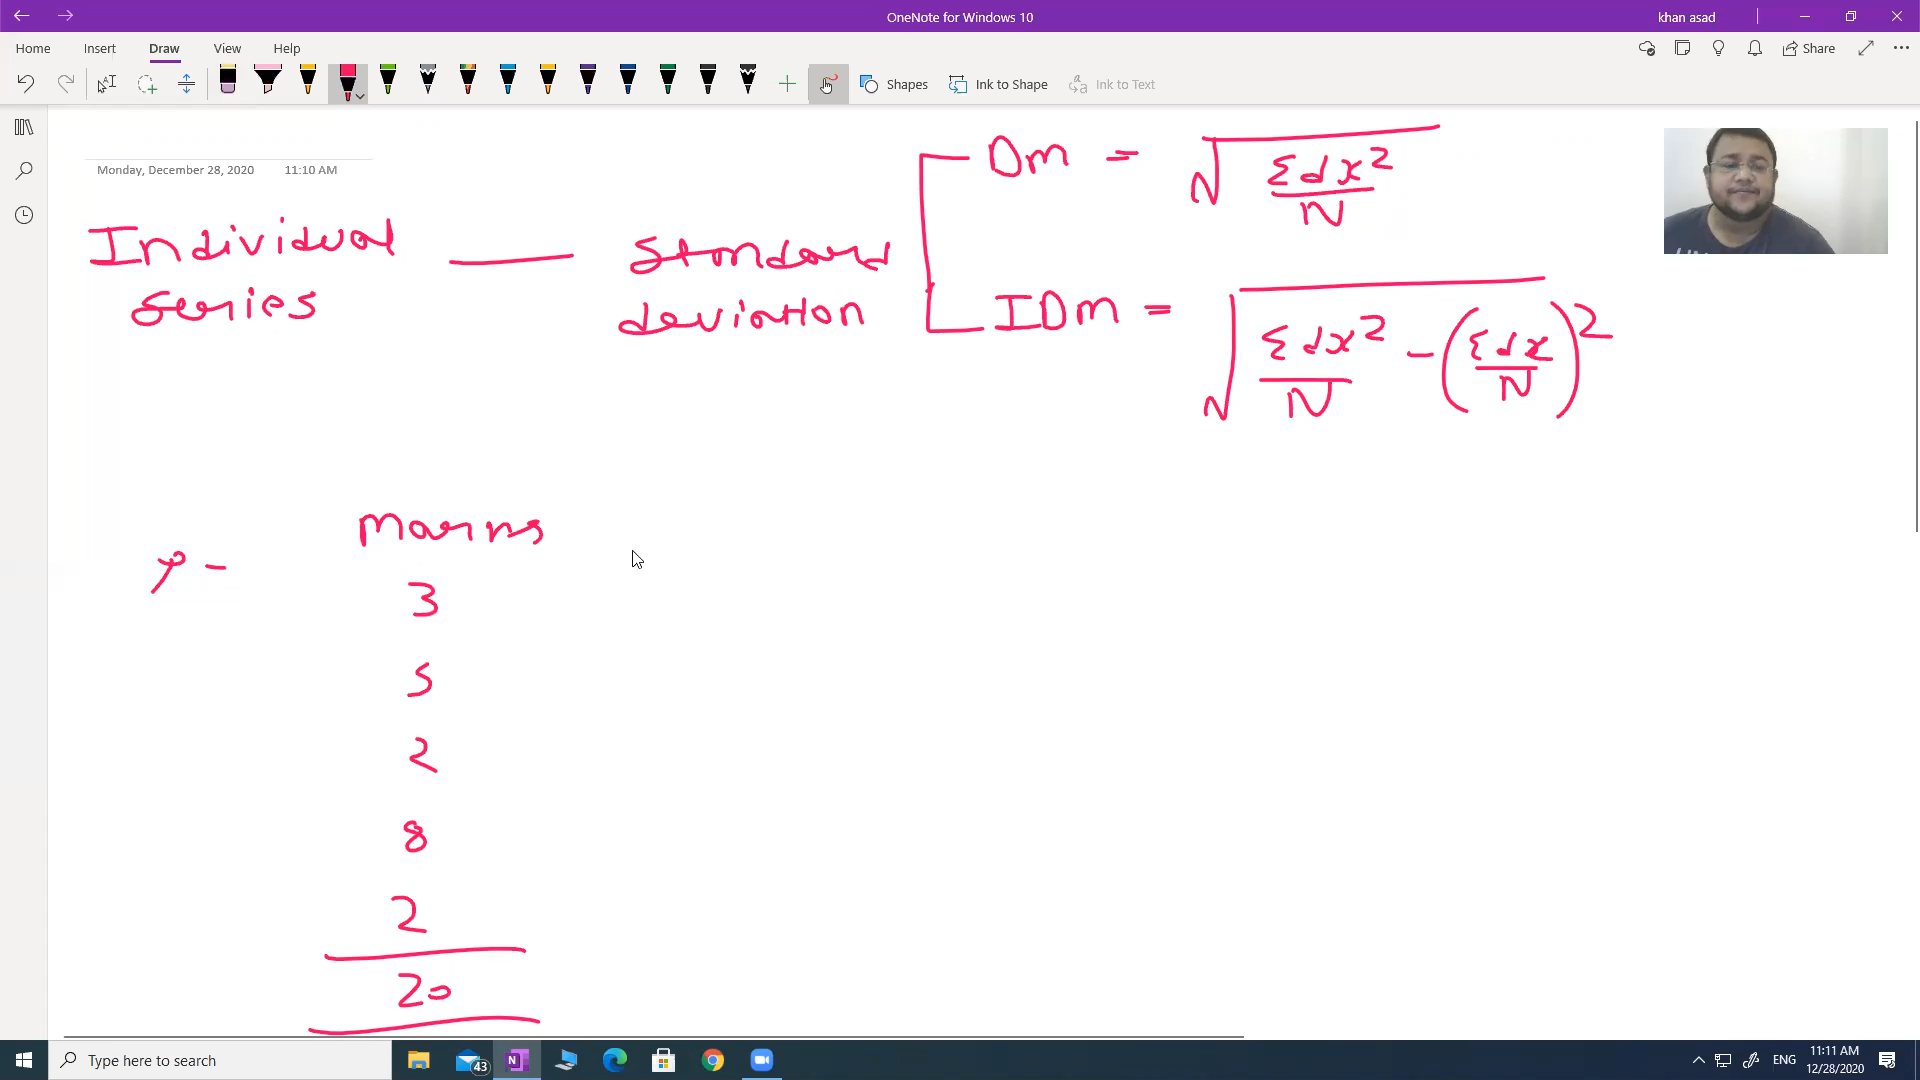 OneNote for Windows 10
khan asad
Home Insert Draw View Help
Share
Shapes Ink to Shape Ink to Text
Monday, December 28, 2020 11:10 AM
Dm = √ Σdx² / N
Individual series — Standard deviation
IDm = √ Σdx² / N - (Σdx / N)²
Marks
3
5
2
8
2
20
Type here to search
43
ENG
11:11 AM
12/28/2020